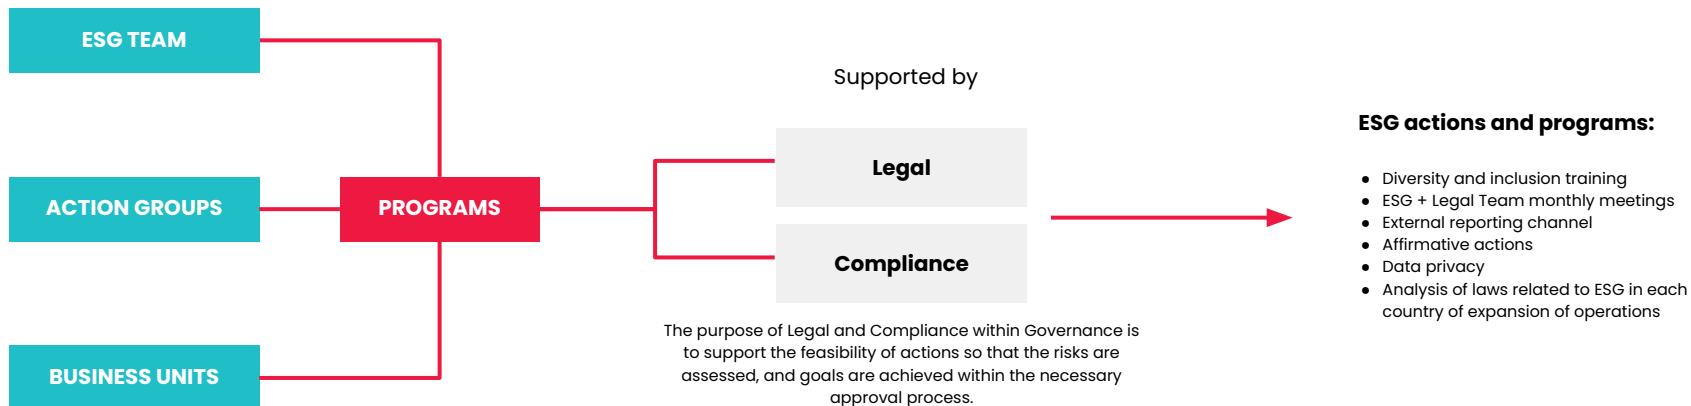 ESG TEAM
ACTION GROUPS
BUSINESS UNITS
PROGRAMS
Supported by
Legal
Compliance
The purpose of Legal and Compliance within Governance is
to support the feasibility of actions so that the risks are
assessed, and goals are achieved within the necessary
approval process.
ESG actions and programs:
● Diversity and inclusion training
● ESG + Legal Team monthly meetings
● External reporting channel
● Affirmative actions
● Data privacy
● Analysis of laws related to ESG in each
country of expansion of operations